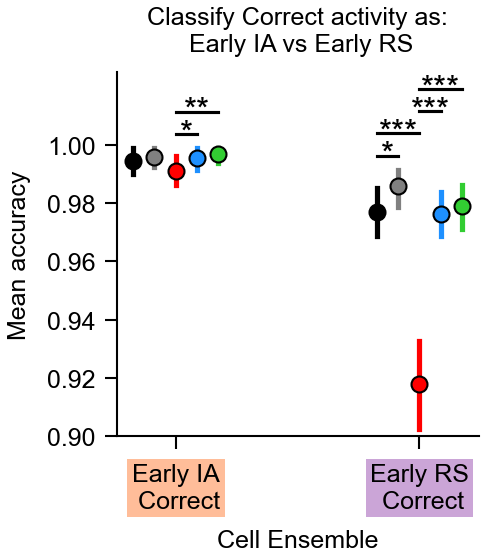 Classify Correct activity as:
Early IA vs Early RS
***
**
***
*
***
*
1.00
0.98
0.96
0.94
0.92
0.90
Mean accuracy
Early IA
Correct
Early RS
Correct
Cell Ensemble